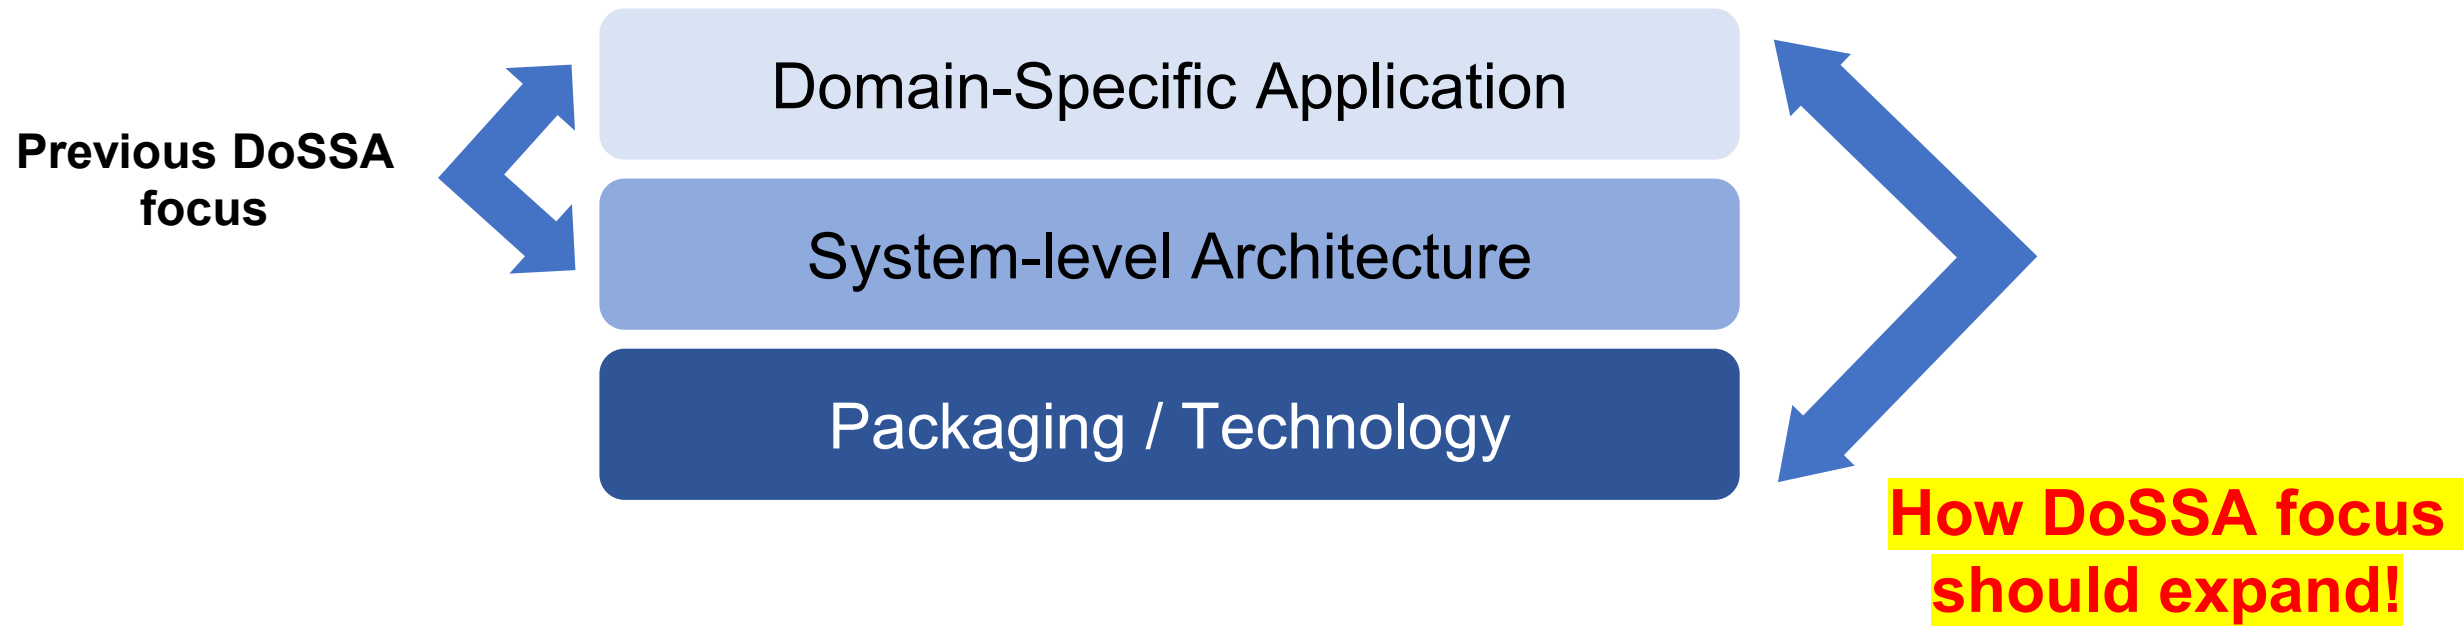 Domain-Specific Application
Previous DoSSA
focus
System-level Architecture
Packaging / Technology
How DoSSA focus
should expand!